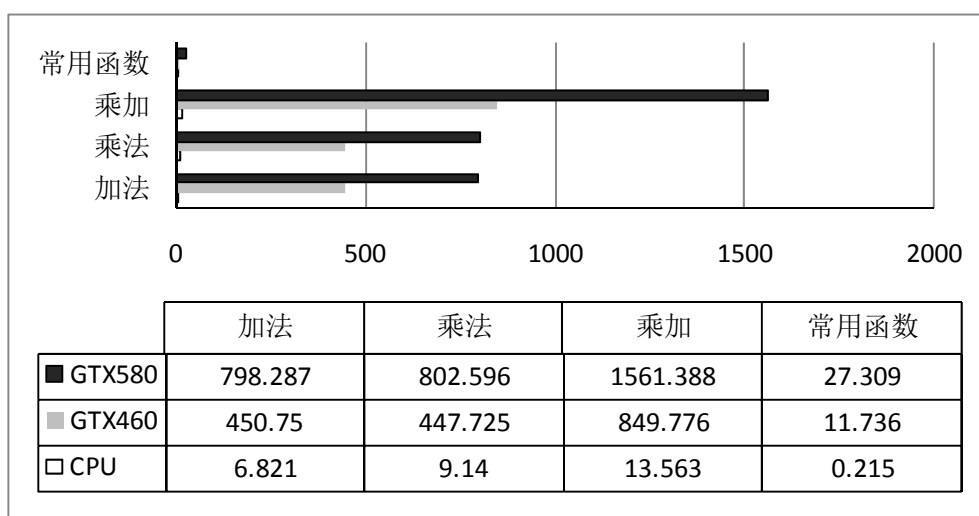 常用函数
乘加
乘法
加法
0 500 1000 1500 2000
加法 乘法 乘加 常用函数
GTX580 798.287 802.596 1561.388 27.309
GTX460 450.75 447.725 849.776 11.736
CPU 6.821 9.14 13.563 0.215